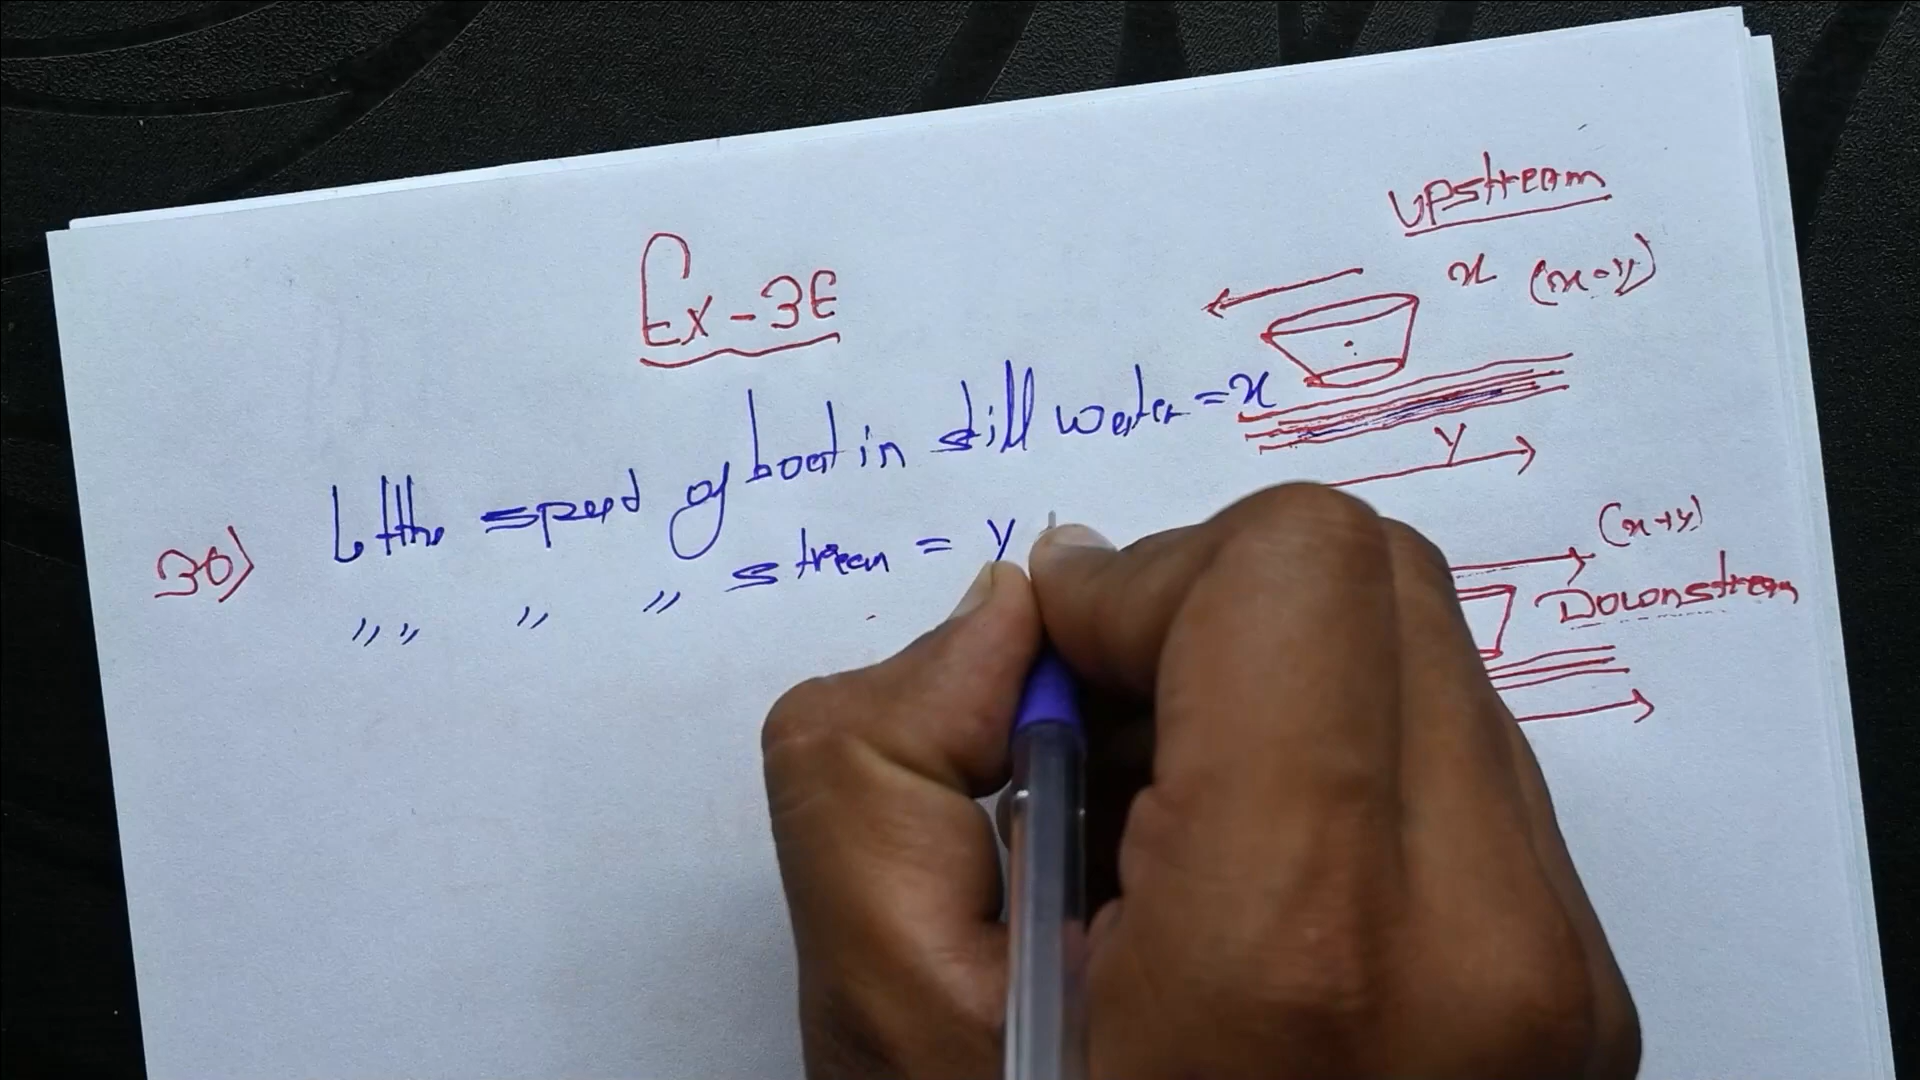 Ex-3E
30) Let the speed of boat in still water = x
,, ,, ,, ,, stream = y
Upstream
x (x-y)
y
(x+y)
Downstream